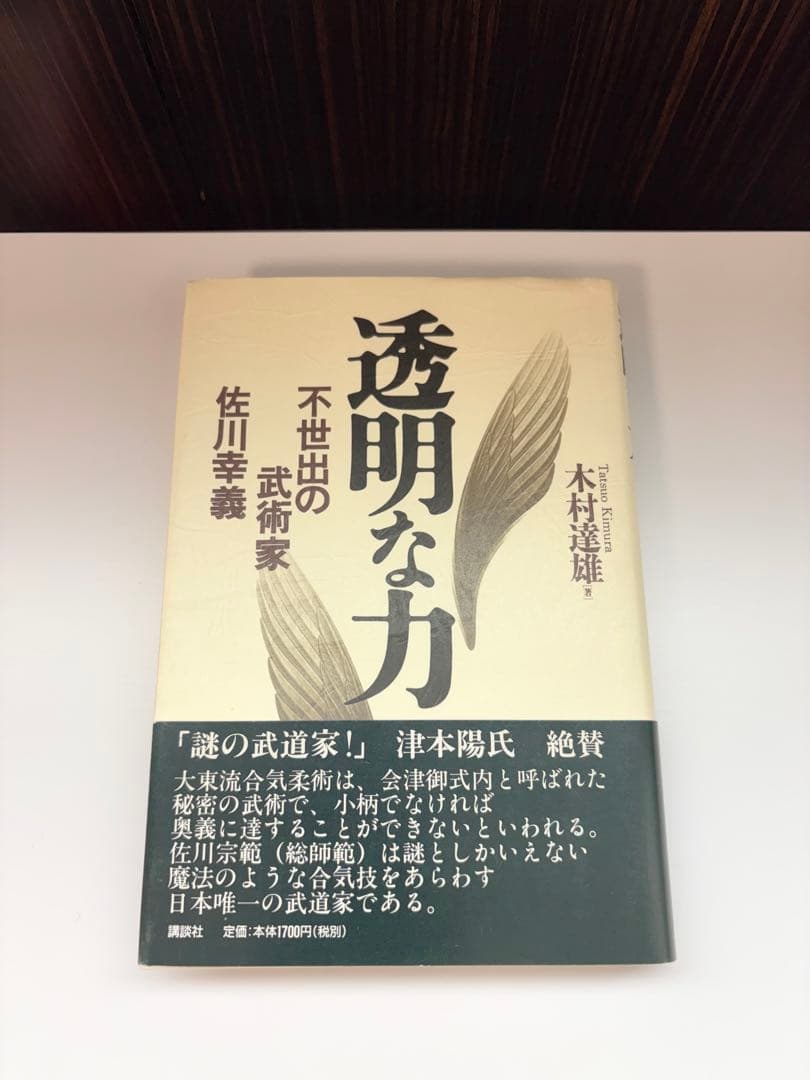 透明な力
不世出の
武術家
佐川幸義
Tatsuo Kimura
木村達雄[著]
「謎の武道家!」 津本陽氏 絶賛
大東流合気柔術は、会津御式内と呼ばれた
秘密の武術で、小柄でなければ
奥義に達することができないといわれる。
佐川宗範（総師範）は謎としかいえない
魔法のような合気技をあらわす
日本唯一の武道家である。
講談社 定価:本体1700円(税別)